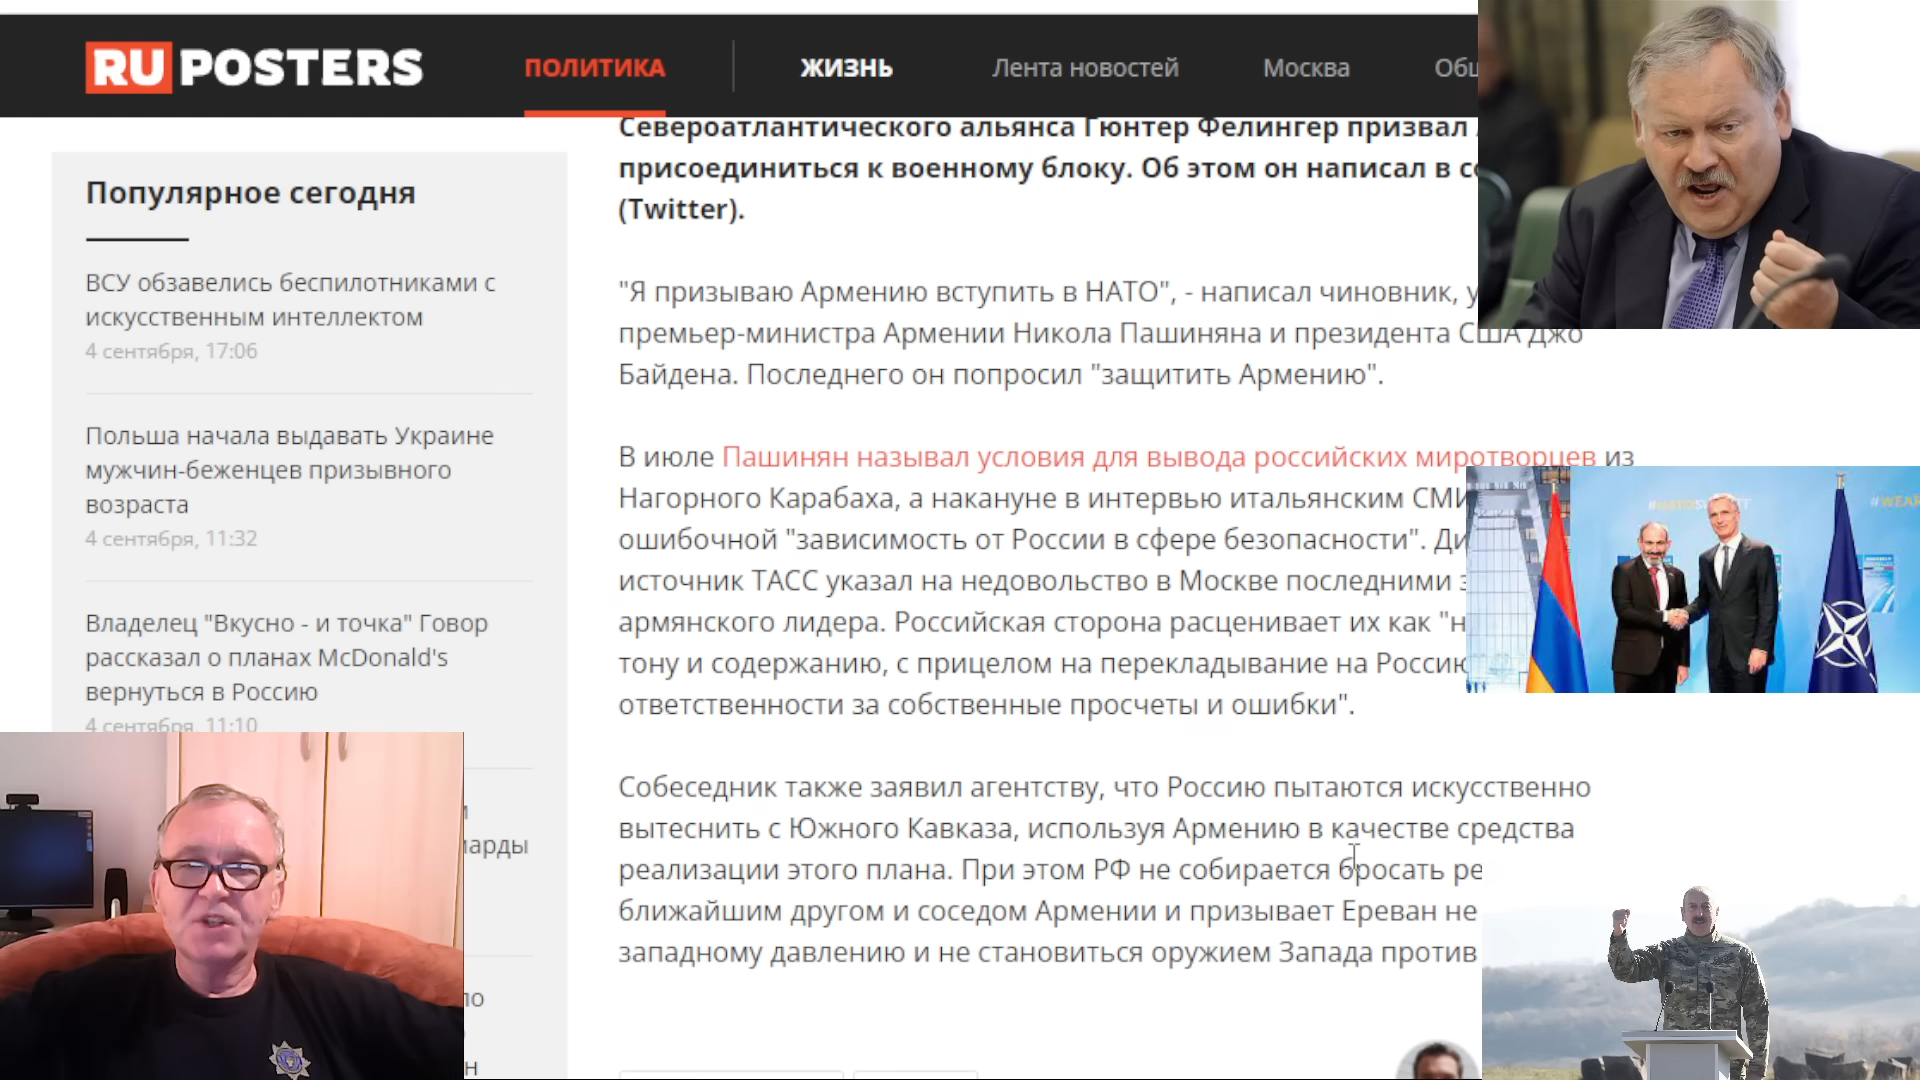 RU POSTERS
ПОЛИТИКА
ЖИЗНЬ
Лента новостей
Москва
Популярное сегодня
ВСУ обзавелись беспилотниками с
искусственным интеллектом
4 сентября, 17:06
Польша начала выдавать Украине
мужчин-беженцев призывного
возраста
4 сентября, 11:32
Владелец "Вкусно - и точка" Говор
рассказал о планах McDonald's
вернуться в Россию
4 сентября, 11:10
Североатлантического альянса Гюнтер Фелингер призвал
присоединиться к военному блоку. Об этом он написал в
(Twitter).
"Я призываю Армению вступить в НАТО", - написал чиновник,
премьер-министра Армении Никола Пашиняна и президента США Джо
Байдена. Последнего он попросил "защитить Армению".
В июле Пашинян называл условия для вывода российских миротворцев из
Нагорного Карабаха, а накануне в интервью итальянским СМИ
ошибочной "зависимость от России в сфере безопасности".
источник ТАСС указал на недовольство в Москве последними
армянского лидера. Российская сторона расценивает их как
тону и содержанию, с прицелом на перекладывание на Россию
ответственности за собственные просчеты и ошибки".
Собеседник также заявил агентству, что Россию пытаются искусственно
вытеснить с Южного Кавказа, используя Армению в качестве средства
реализации этого плана. При этом РФ не собирается бросать
ближайшим другом и соседом Армении и призывает Ереван не
западному давлению и не становиться оружием Запада против